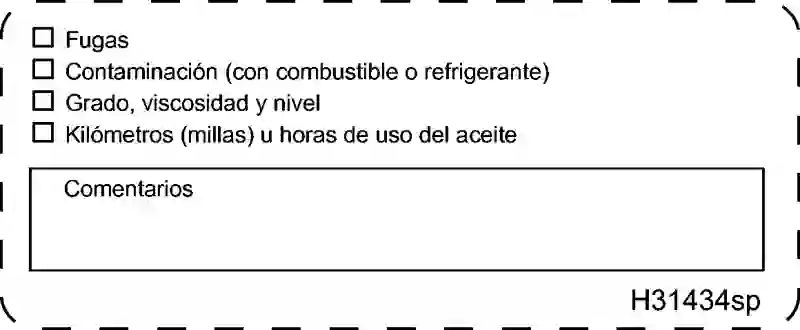 Fugas
Contaminación (con combustible o refrigerante)
Grado, viscosidad y nivel
Kilómetros (millas) u horas de uso del aceite
Comentarios
H31434sp